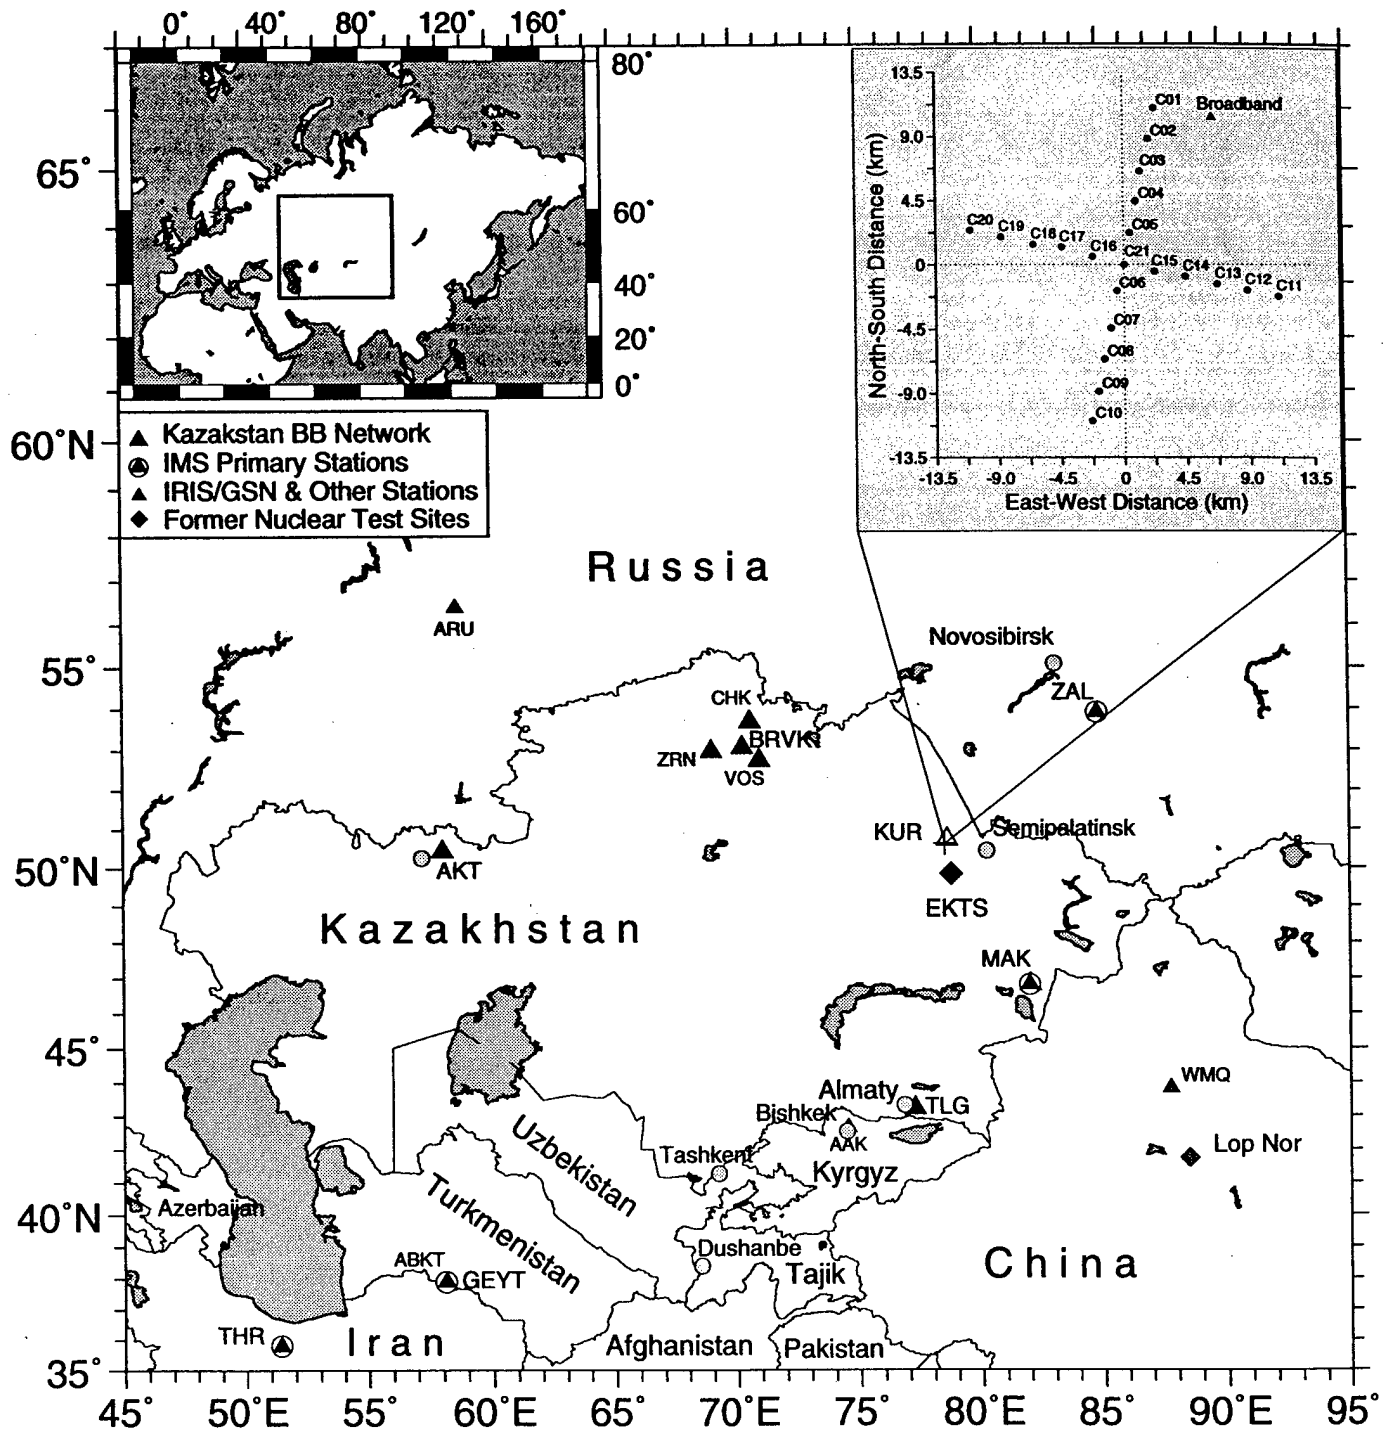 0° 40° 80° 120° 160°
80°
60°
40°
20°
0°
65°
60°N
55°
50°N
45°
40°N
35°
Kazakstan BB Network
IMS Primary Stations
IRIS/GSN & Other Stations
Former Nuclear Test Sites
13.5
9.0
4.5
0
-4.5
-9.0
-13.5
North-South Distance (km)
C01
Broadband
C02
C03
C04
C20
C19
C18
C17
C05
C16
C21
C15
C14
C13
C12
C11
C06
C07
C08
C09
C10
-13.5 -9.0 -4.5 0 4.5 9.0 13.5
East-West Distance (km)
Russia
ARU
Novosibirsk
ZAL
CHK
BRVK
ZRN
VOS
KUR
Semipalatinsk
AKT
EKTS
Kazakhstan
MAK
WMQ
Almaty
TLG
Bishkek
AAK
Lop Nor
Uzbekistan
Tashkent
Kyrgyz
Turkmenistan
Azerbaijan
Dushanbe
Tajik
China
ABKT
GEYT
THR
Iran
Afghanistan
Pakistan
45° 50°E 55° 60°E 65° 70°E 75° 80°E 85° 90°E 95°